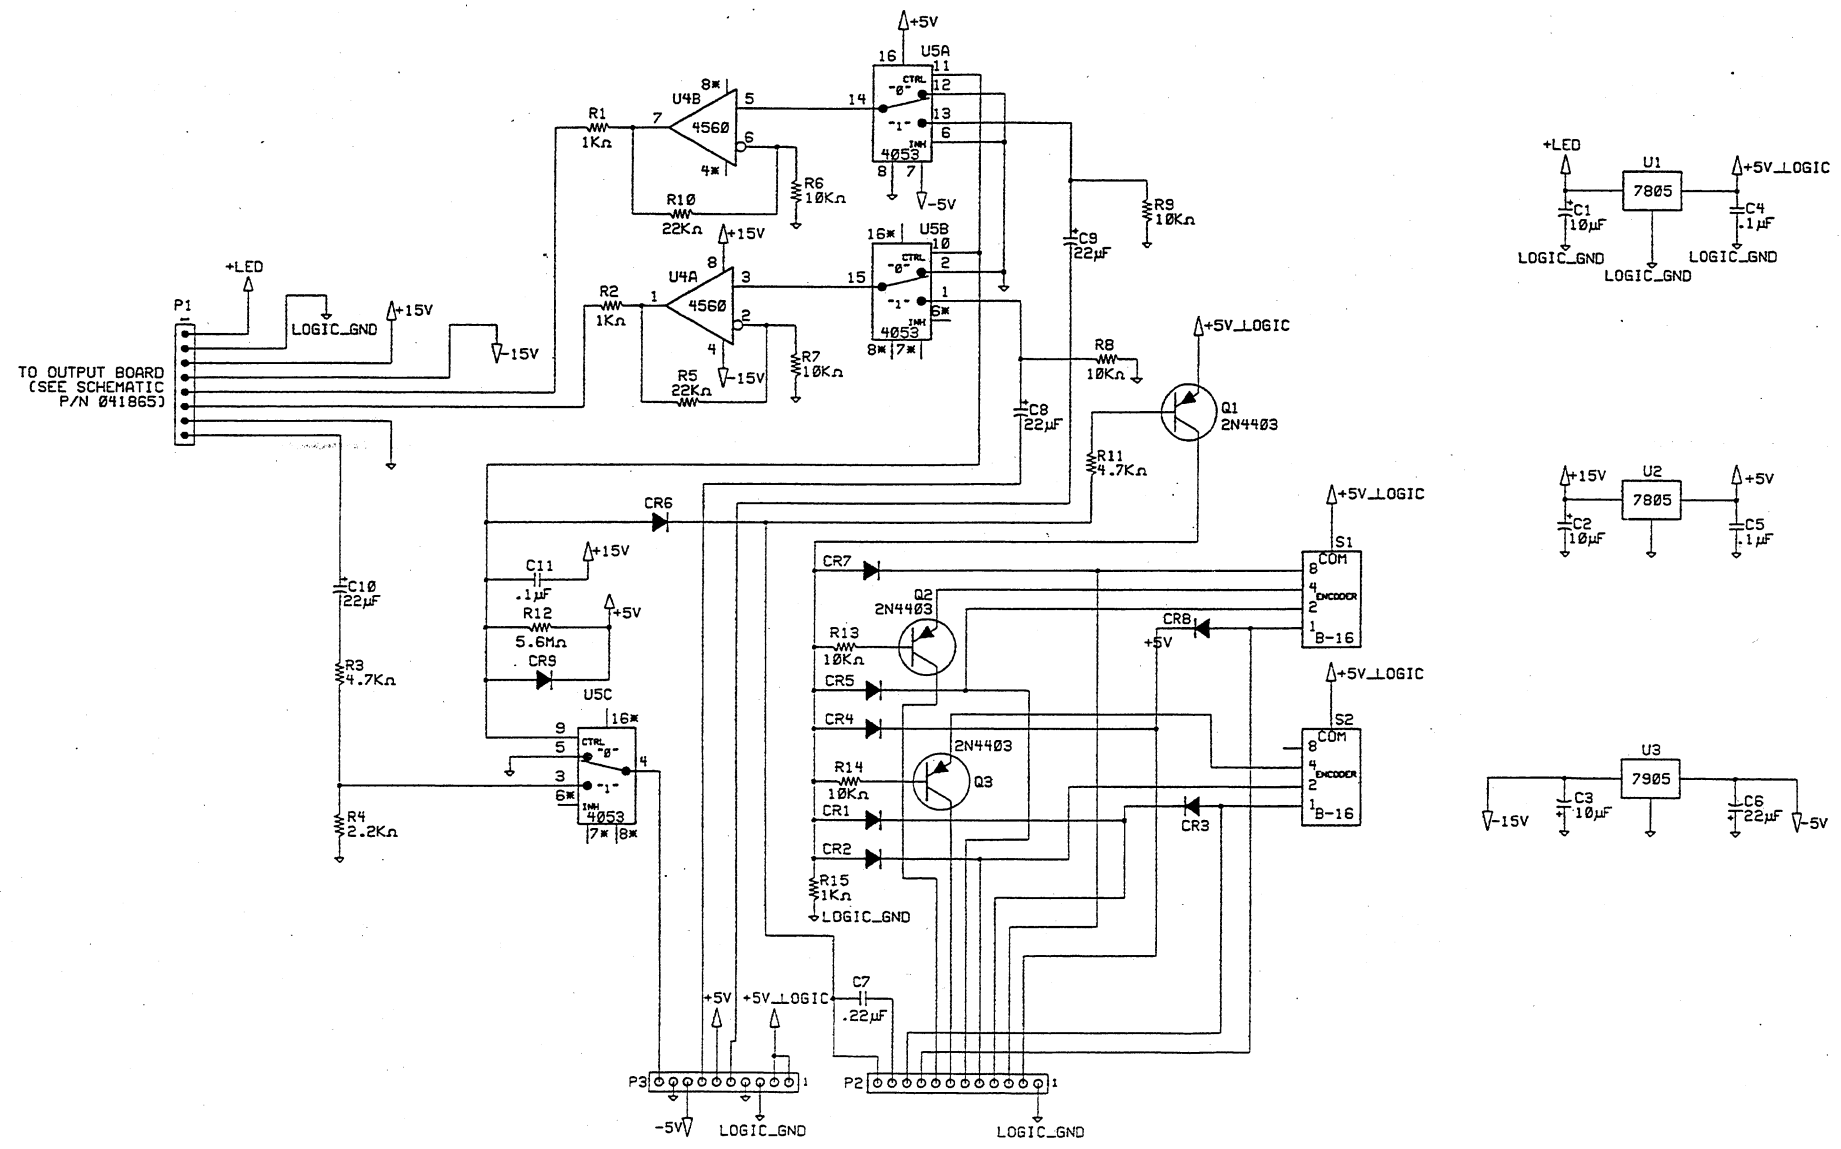 +5V
U5A
16
11
CTRL
12
"0"
14
"1"
13
INH
6
4053
8
7
-5V
8*
U4B
5
7
4560
6
4*
R1
1KΩ
R6
10KΩ
R10
22KΩ
R9
10KΩ
C9
22µF
+15V
8
U4A
3
1
4560
2
4
-15V
R2
1KΩ
R7
10KΩ
R5
22KΩ
16*
U5B
10
CTRL
2
"0"
15
"1"
1
6*
INH
4053
8*
7*
R8
10KΩ
C8
22µF
+LED
P1
LOGIC_GND
+15V
-15V
TO OUTPUT BOARD
(SEE SCHEMATIC
P/N 041865)
+5V_LOGIC
Q1
2N4403
R11
4.7KΩ
CR6
C11
.1µF
+15V
R12
5.6MΩ
+5V
CR9
U5C
16*
9
CTRL
5
"0"
4
3
"1"
6*
INH
4053
7*
8*
C10
22µF
R3
4.7KΩ
R4
2.2KΩ
CR7
Q2
2N4403
R13
10KΩ
CR5
CR4
2N4403
R14
10KΩ
Q3
CR1
CR2
R15
1KΩ
LOGIC_GND
CR8
+5V
CR3
+5V_LOGIC
S1
COM
8
4
ENCODER
2
1
B-16
+5V_LOGIC
S2
COM
8
4
ENCODER
2
1
B-16
+5V
+5V_LOGIC
C7
.22µF
P3
1
-5V
LOGIC_GND
P2
1
LOGIC_GND
+LED
U1
7805
+5V_LOGIC
C1
10µF
LOGIC_GND
LOGIC_GND
C4
.1µF
LOGIC_GND
+15V
U2
7805
+5V
C2
10µF
C5
.1µF
U3
7905
-15V
C3
10µF
C6
22µF
-5V